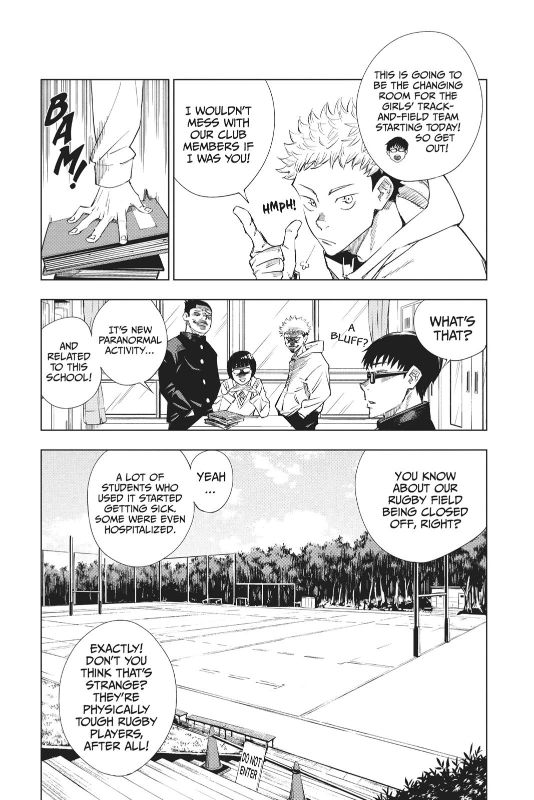 THIS IS GOING TO
BE THE CHANGING
ROOM FOR THE
GIRLS' TRACK-
AND-FIELD TEAM
STARTING TODAY!
SO GET
OUT!
I WOULDN'T
MESS WITH
OUR CLUB
MEMBERS IF
I WAS YOU!
HMPH!
BAM!
WHAT'S
THAT?
A
BLUFF?
IT'S NEW
PARANORMAL
ACTIVITY...
AND
RELATED
TO THIS
SCHOOL!
YOU KNOW
ABOUT OUR
RUGBY FIELD
BEING CLOSED
OFF, RIGHT?
YEAH
...
A LOT OF
STUDENTS WHO
USED IT STARTED
GETTING SICK.
SOME WERE EVEN
HOSPITALIZED.
EXACTLY!
DON'T YOU
THINK THAT'S
STRANGE?
THEY'RE
PHYSICALLY
TOUGH RUGBY
PLAYERS,
AFTER ALL!
DO NOT
ENTER